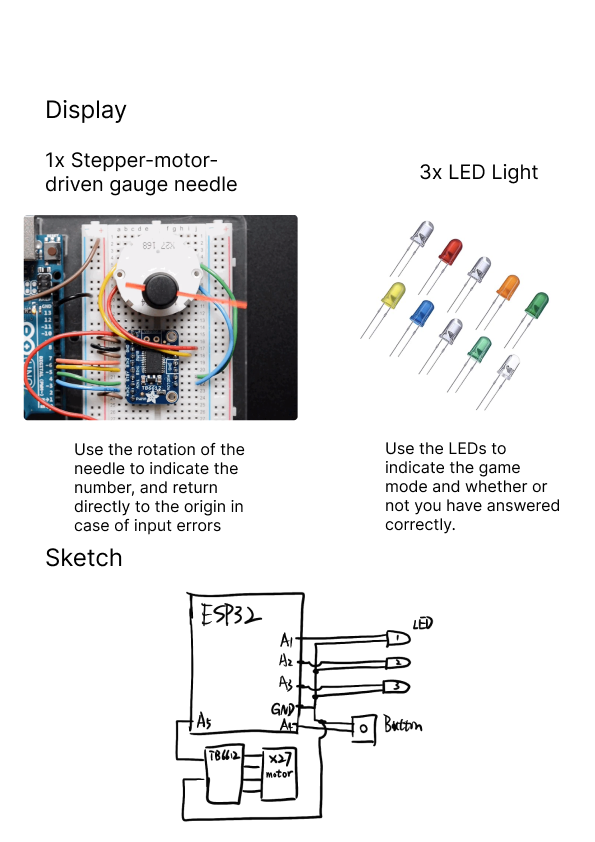 Display
1x Stepper-motor-
driven gauge needle
3x LED Light
a b c d e
f g h i j
X27 168
TB6612
Use the rotation of the
needle to indicate the
number, and return
directly to the origin in
case of input errors
Use the LEDs to
indicate the game
mode and whether or
not you have answered
correctly.
Sketch
ESP32
LED
A1
1
A2
2
A3
3
GND
A4
Button
A5
TB6612
X27
motor